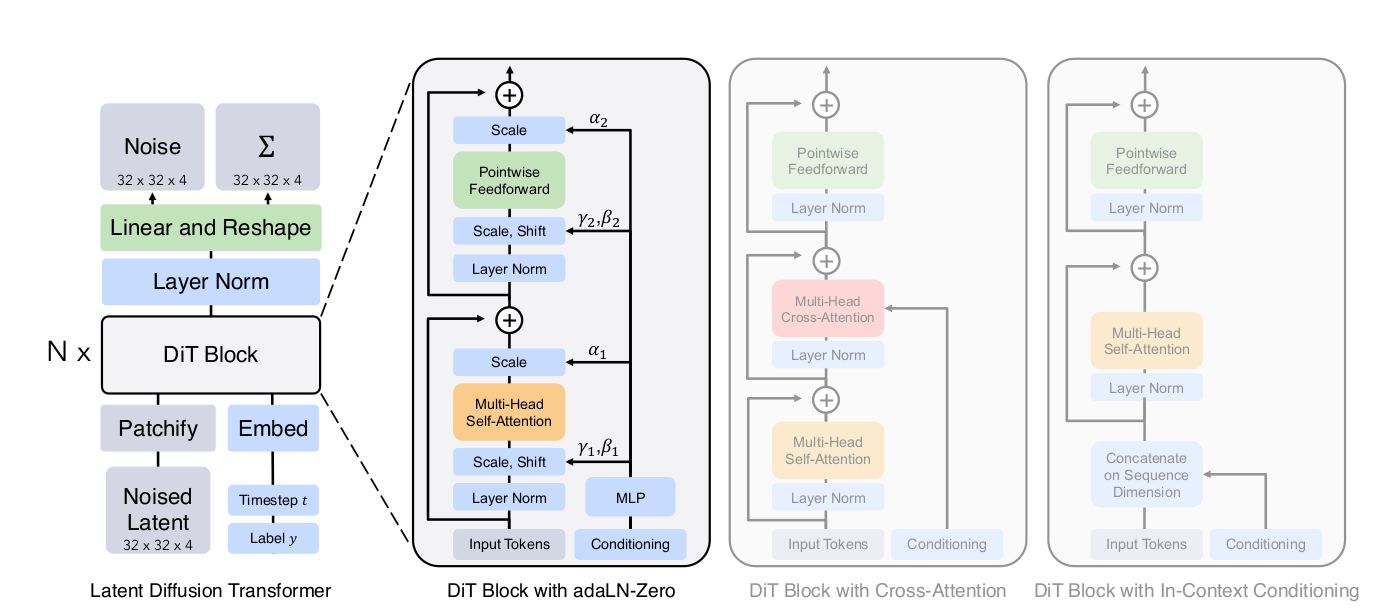 Noise
32 x 32 x 4
Σ
32 x 32 x 4
Linear and Reshape
Layer Norm
N x
DiT Block
Patchify
Embed
Noised
Latent
32 x 32 x 4
Timestep t
Label y
Latent Diffusion Transformer
Scale
α₂
Pointwise
Feedforward
Scale, Shift
γ₂,β₂
Layer Norm
Scale
α₁
Multi-Head
Self-Attention
Scale, Shift
γ₁,β₁
Layer Norm
MLP
Input Tokens
Conditioning
DiT Block with adaLN-Zero
Pointwise
Feedforward
Layer Norm
Multi-Head
Cross-Attention
Layer Norm
Multi-Head
Self-Attention
Layer Norm
Input Tokens
Conditioning
DiT Block with Cross-Attention
Pointwise
Feedforward
Layer Norm
Multi-Head
Self-Attention
Layer Norm
Concatenate
on Sequence
Dimension
Input Tokens
Conditioning
DiT Block with In-Context Conditioning